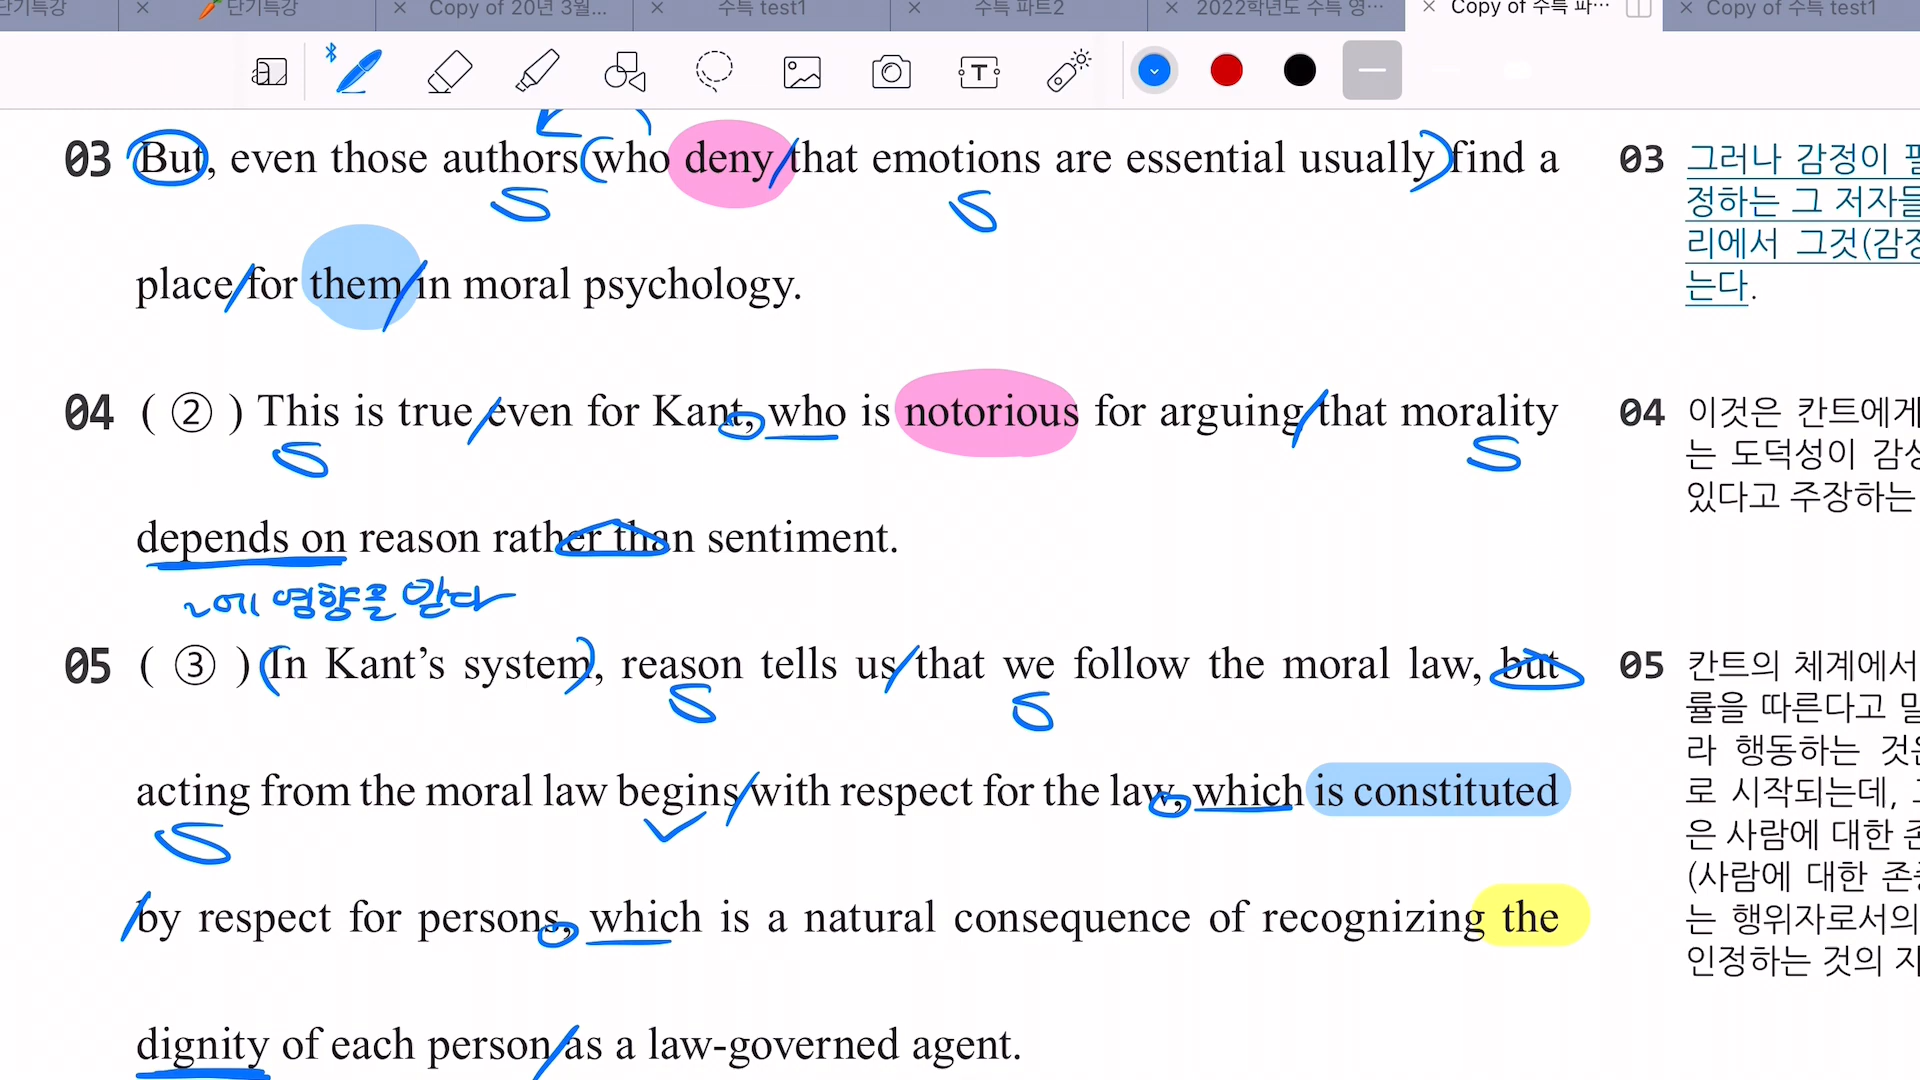 단기특강
단기특강
Copy of 20년 3월...
수특 test1
수특 파트2
2022학년도 수특 영...
Copy of 수특 파...
Copy of 수특 test1
03 But, even those authors who deny that emotions are essential usually find a
place for them in moral psychology.
04 ( ② ) This is true even for Kant, who is notorious for arguing that morality
depends on reason rather than sentiment.
~에 영향을 받다
05 ( ③ ) In Kant's system, reason tells us that we follow the moral law, but
acting from the moral law begins with respect for the law, which is constituted
by respect for persons, which is a natural consequence of recognizing the
dignity of each person as a law-governed agent.
S
S
S
S
S
S
S
03 그러나 감정이
정하는 그 저자들
리에서 그것(감정
는다.
04 이것은 칸트에게
는 도덕성이
있다고 주장하는
05 칸트의 체계에서
률을 따른다고
라 행동하는
로 시작되는데,
은 사람에 대한
(사람에 대한
는 행위자로서의
인정하는 것의